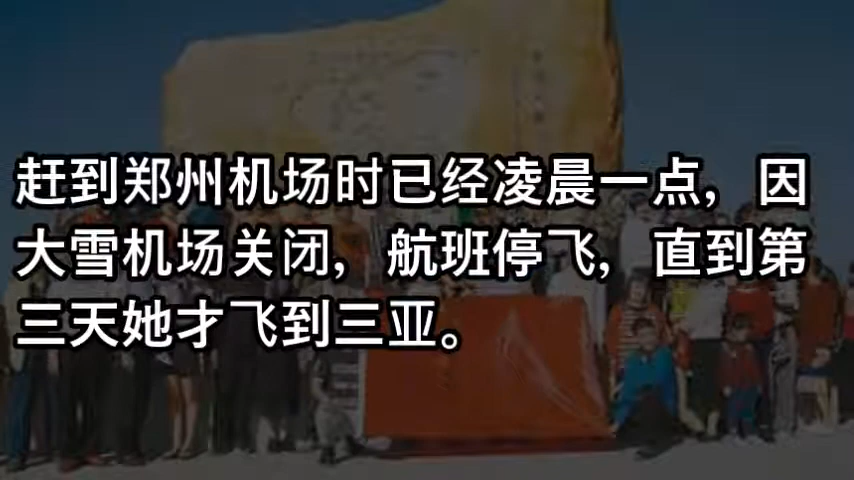 赶到郑州机场时已经凌晨一点，因
大雪机场关闭，航班停飞，直到第
三天她才飞到三亚。